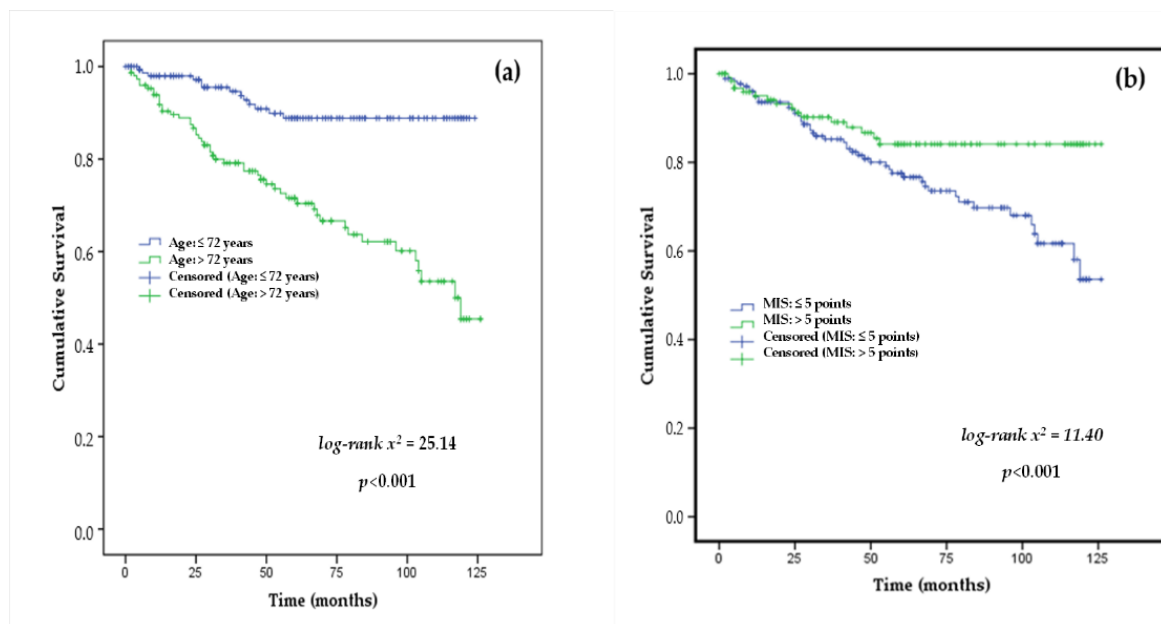 (a)
1.0
0.8
0.6
0.4
0.2
0.0
Cumulative Survival
Age: ≤ 72 years
Age: > 72 years
Censored (Age: ≤ 72 years)
Censored (Age: > 72 years)
log-rank x² = 25.14
p<0.001
0 25 50 75 100 125
Time (months)
(b)
1.0
0.8
0.6
0.4
0.2
0.0
Cumulative Survival
MIS: ≤ 5 points
MIS: > 5 points
Censored (MIS: ≤ 5 points)
Censored (MIS: > 5 points)
log-rank x² = 11.40
p<0.001
0 25 50 75 100 125
Time (months)